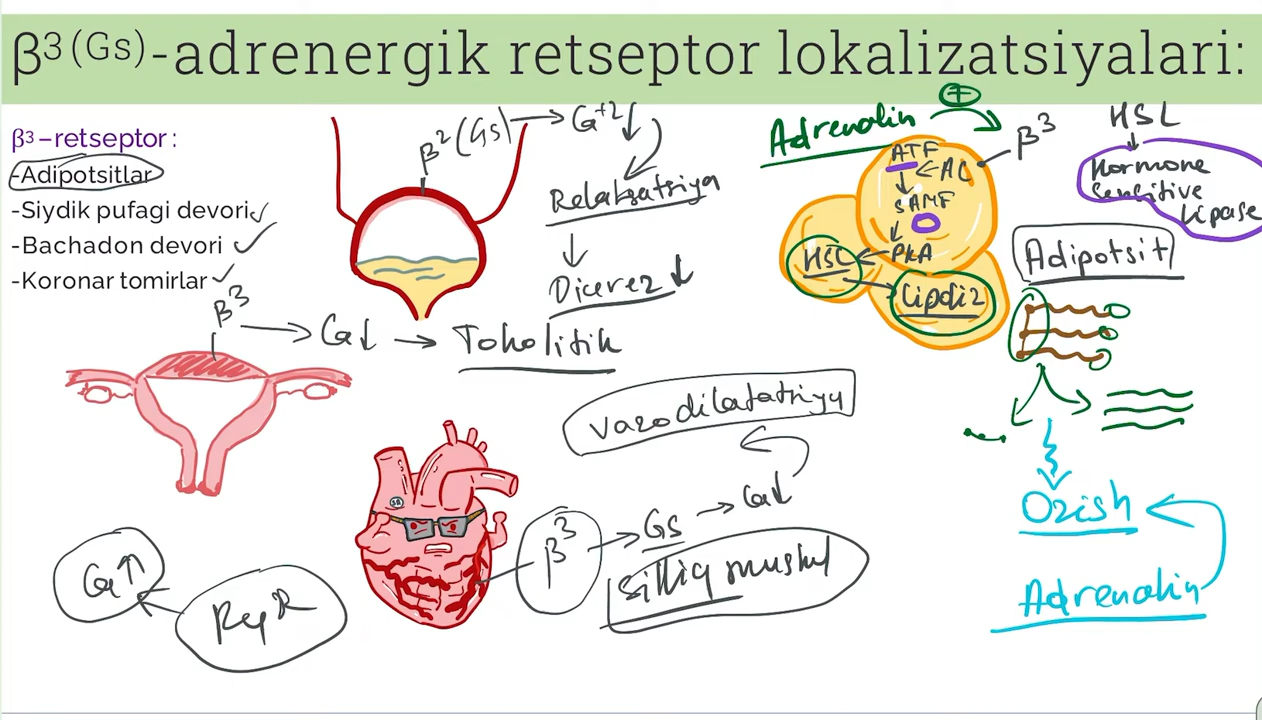 β3(Gs)-adrenergik retseptor lokalizatsiyalari:
β3-retseptor:
-Adipotsitlar
-Siydik pufagi devori
-Bachadon devori
-Koronar tomirlar
β2(Gs) → Ca+2↓
Relaksatsiya
↓
Diurez↓
β3 → Ca↓ → Tokolitik
Adrenalin + → β3
ATF
← AC
↓
sAMF
↓
HSL ← PKA
Lipoliz
HSL
↓
Hormone
Sensitive
Lipase
Adipotsit
Ozish
Adrenalin
SA
β3 → Gs → Ca↓
Vazodilatatsiya
Silliq muskul
Ca↑